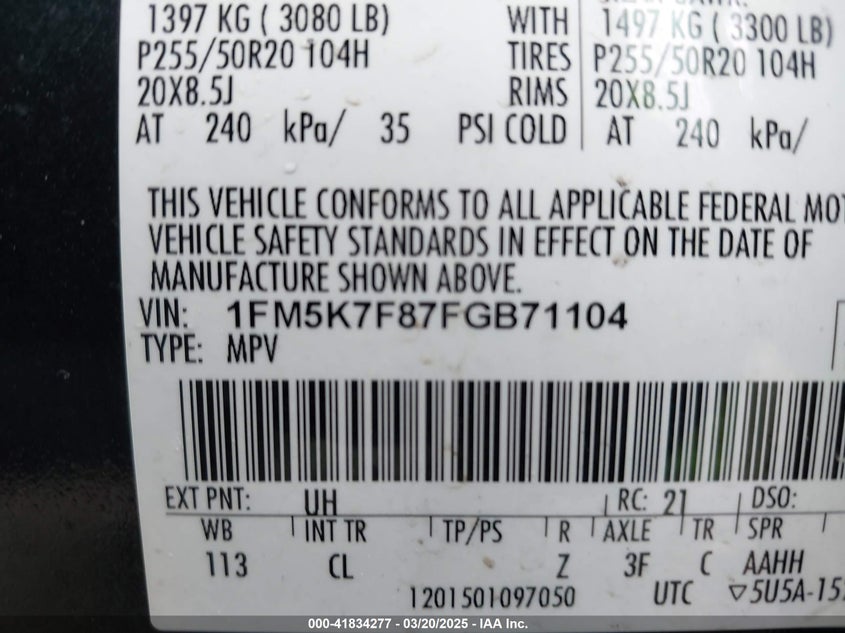 1397 KG ( 3080 LB) WITH 1497 KG ( 3300 LB)
P255/50R20 104H TIRES P255/50R20 104H
20X8.5J RIMS 20X8.5J
AT 240 kPa/ 35 PSI COLD AT 240 kPa/
THIS VEHICLE CONFORMS TO ALL APPLICABLE FEDERAL MOT
VEHICLE SAFETY STANDARDS IN EFFECT ON THE DATE OF
MANUFACTURE SHOWN ABOVE.
VIN: 1FM5K7F87FGB71104
TYPE: MPV
EXT PNT: UH RC: 21 DSO:
WB INT TR TP/PS R AXLE TR SPR
113 CL Z 3F C AAHH
1201501097050 UTC ▽5U5A-15
000-41834277 - 03/20/2025 - IAA Inc.